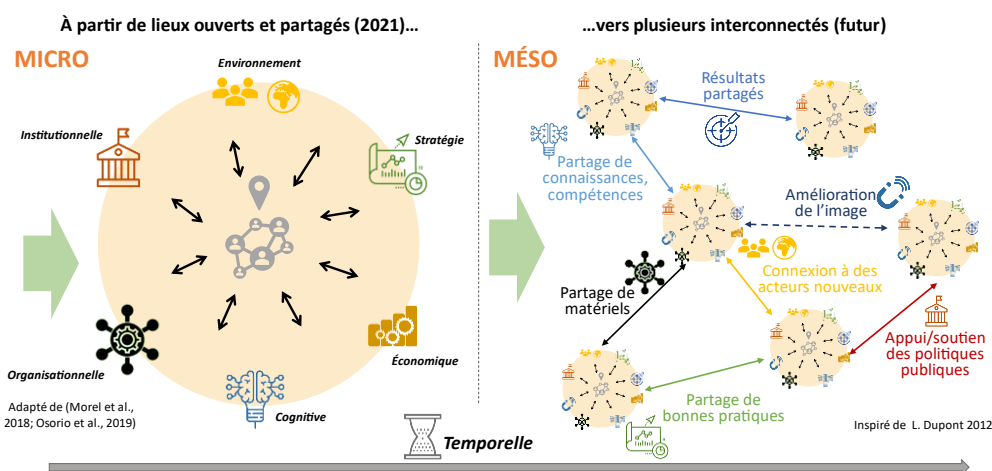 À partir de lieux ouverts et partagés (2021)…
…vers plusieurs interconnectés (futur)
MICRO
Environnement
Institutionnelle
Stratégie
Organisationnelle
Économique
Cognitive
Adapté de (Morel et al.,
2018; Osorio et al., 2019)
MÉSO
Résultats
partagés
Partage de
connaissances,
compétences
Amélioration
de l’image
Connexion à des
acteurs nouveaux
Partage de
matériels
Appui/soutien
des politiques
publiques
Partage de
bonnes pratiques
Inspiré de L. Dupont 2012
Temporelle